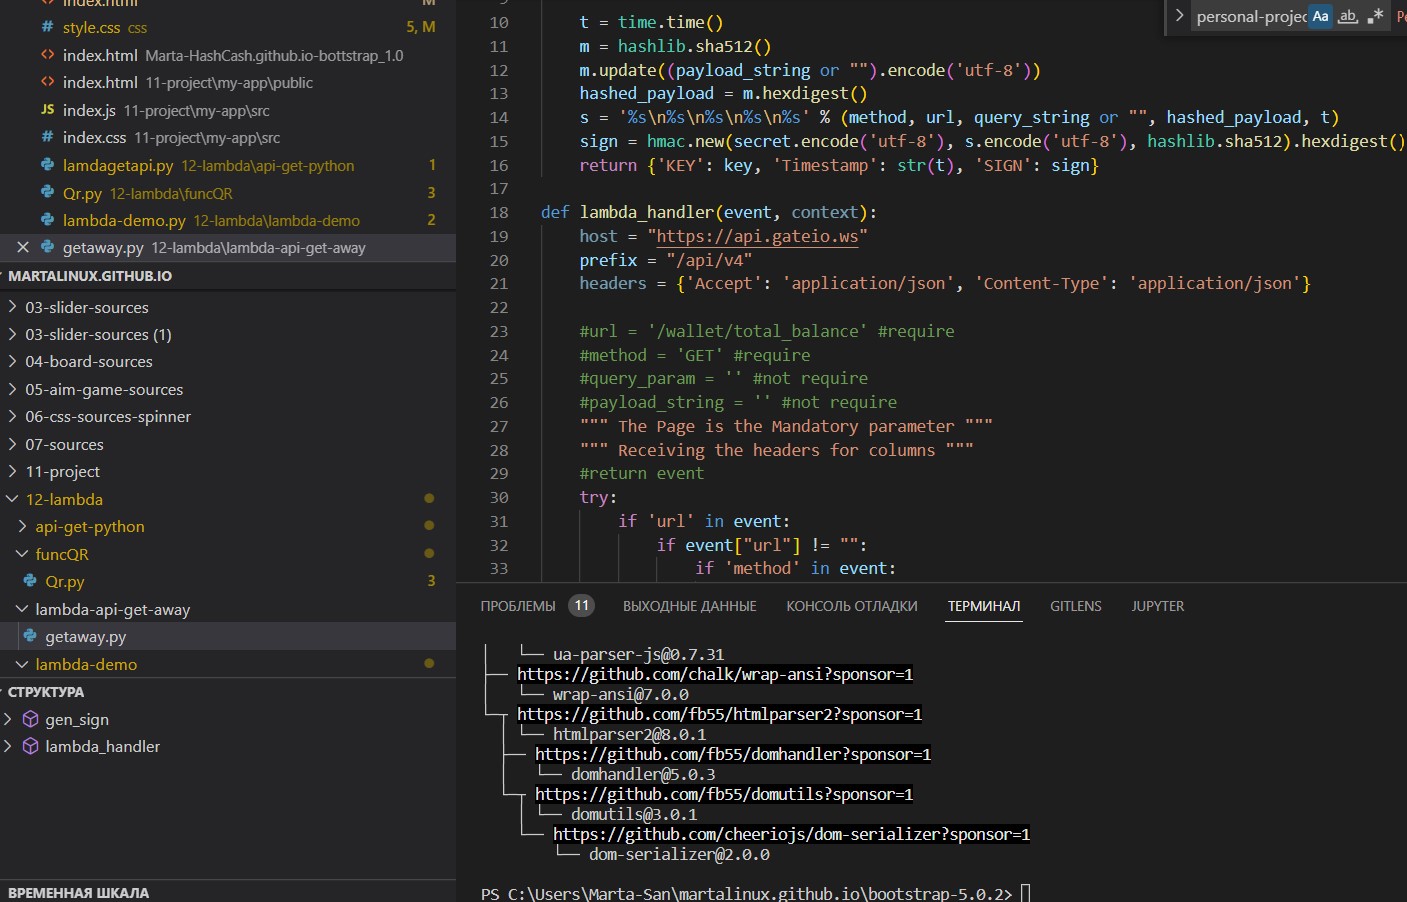 index.html M
style.css css 5, M
index.html Marta-HashCash.github.io-bottstrap_1.0
index.html 11-project\my-app\public
JS index.js 11-project\my-app\src
index.css 11-project\my-app\src
lamdagetapi.py 12-lambda\api-get-python 1
Qr.py 12-lambda\funcQR 3
lambda-demo.py 12-lambda\lambda-demo 2
getaway.py 12-lambda\lambda-api-get-away
MARTALINUX.GITHUB.IO
03-slider-sources
03-slider-sources (1)
04-board-sources
05-aim-game-sources
06-css-sources-spinner
07-sources
11-project
12-lambda
api-get-python
funcQR
Qr.py 3
lambda-api-get-away
getaway.py
lambda-demo
СТРУКТУРА
gen_sign
lambda_handler
ВРЕМЕННАЯ ШКАЛА
personal-projec Aa ab
10 t = time.time()
11 m = hashlib.sha512()
12 m.update((payload_string or "").encode('utf-8'))
13 hashed_payload = m.hexdigest()
14 s = '%s\n%s\n%s\n%s\n%s' % (method, url, query_string or "", hashed_payload, t)
15 sign = hmac.new(secret.encode('utf-8'), s.encode('utf-8'), hashlib.sha512).hexdigest()
16 return {'KEY': key, 'Timestamp': str(t), 'SIGN': sign}
17
18 def lambda_handler(event, context):
19 host = "https://api.gateio.ws"
20 prefix = "/api/v4"
21 headers = {'Accept': 'application/json', 'Content-Type': 'application/json'}
22
23 #url = '/wallet/total_balance' #require
24 #method = 'GET' #require
25 #query_param = '' #not require
26 #payload_string = '' #not require
27 """ The Page is the Mandatory parameter """
28 """ Receiving the headers for columns """
29 #return event
30 try:
31 if 'url' in event:
32 if event["url"] != "":
33 if 'method' in event:
ПРОБЛЕМЫ 11 ВЫХОДНЫЕ ДАННЫЕ КОНСОЛЬ ОТЛАДКИ ТЕРМИНАЛ GITLENS JUPYTER
ua-parser-js@0.7.31
https://github.com/chalk/wrap-ansi?sponsor=1
wrap-ansi@7.0.0
https://github.com/fb55/htmlparser2?sponsor=1
htmlparser2@8.0.1
https://github.com/fb55/domhandler?sponsor=1
domhandler@5.0.3
https://github.com/fb55/domutils?sponsor=1
domutils@3.0.1
https://github.com/cheeriojs/dom-serializer?sponsor=1
dom-serializer@2.0.0
PS C:\Users\Marta-San\martalinux.github.io\bootstrap-5.0.2>